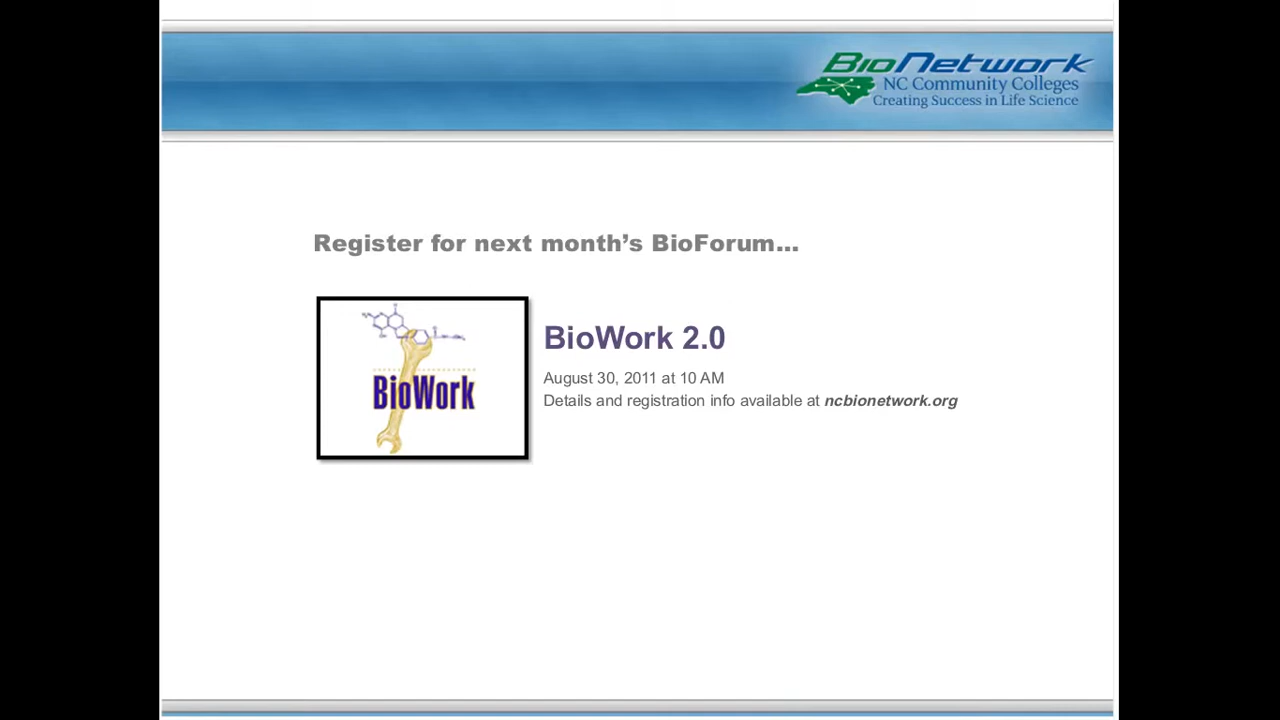 BioNetwork
NC Community Colleges
Creating Success in Life Science
Register for next month’s BioForum...
BioWork
BioWork 2.0
August 30, 2011 at 10 AM
Details and registration info available at ncbionetwork.org